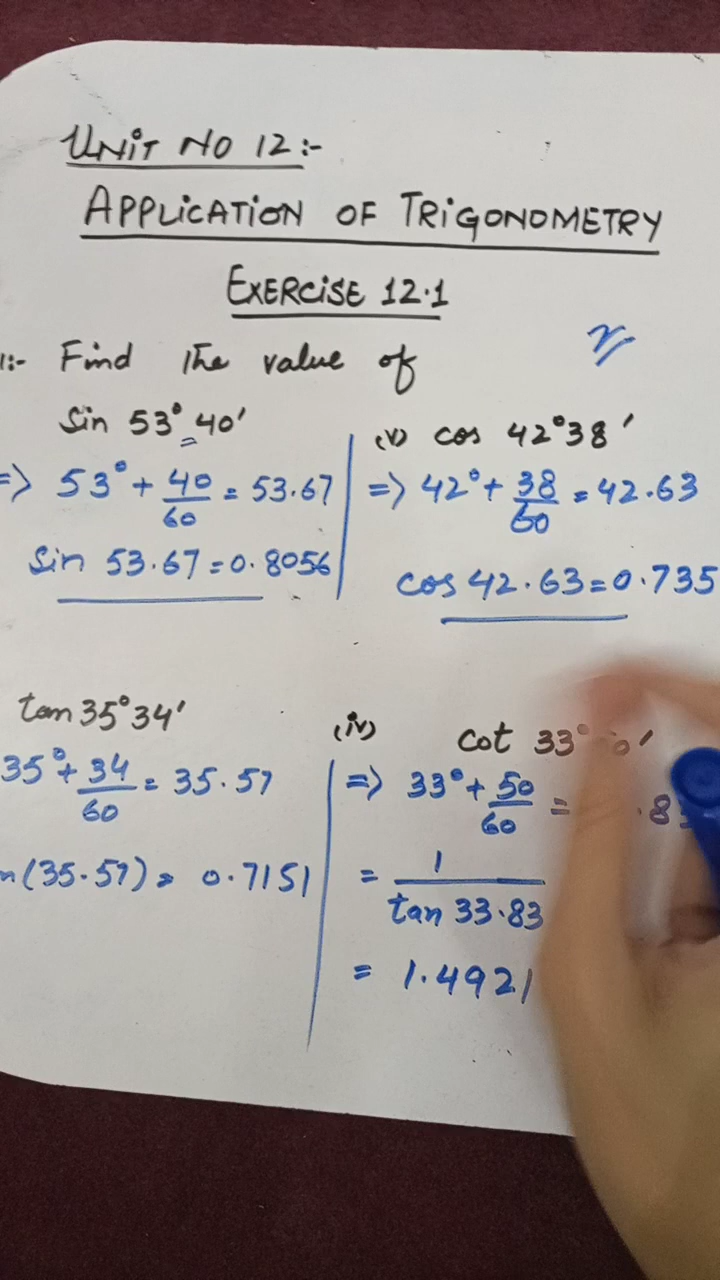 UNIT NO 12:-
APPLICATION OF TRIGONOMETRY
EXERCISE 12.1
1:- Find the value of
Sin 53° 40'
=> 53° + 40/60 = 53.67
Sin 53.67 = 0.8056
(v) cos 42°38'
=> 42° + 38/60 = 42.63
cos 42.63 = 0.735
tan 35°34'
35° + 34/60 = 35.57
(35.57) = 0.7151
(iv) cot 33°
=> 33° + 50/60 =
= 1/tan 33.83
= 1.4921